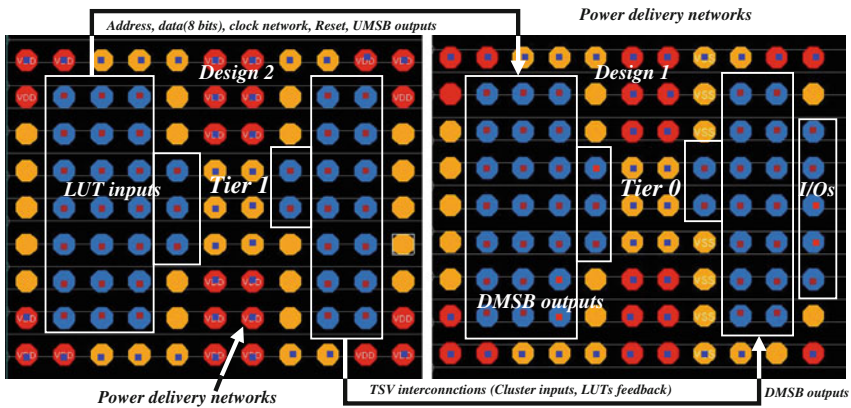 Address, data(8 bits), clock network, Reset, UMSB outputs
Power delivery networks
Design 2
Design 1
VDD VDD VDD VDD VDD VDD
VDD VDD VDD VSS
VDD VDD
LUT inputs
Tier 1
Tier 0
I/Os
VSS
VDD VDD VSS
DMSB outputs
VDD VDD VDD VDD VSS
VDD VDD VDD VDD
Power delivery networks
TSV interconnctions (Cluster inputs, LUTs feedback)
DMSB outputs